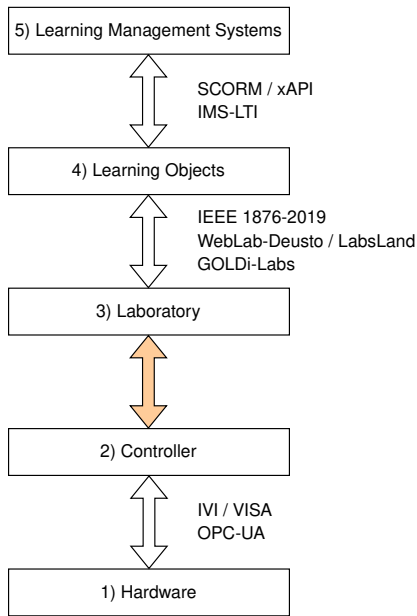 5) Learning Management Systems
SCORM / xAPI
IMS-LTI
4) Learning Objects
IEEE 1876-2019
WebLab-Deusto / LabsLand
GOLDi-Labs
3) Laboratory
2) Controller
IVI / VISA
OPC-UA
1) Hardware